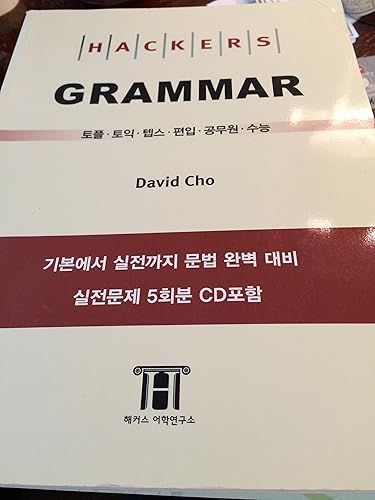 HACKERS
GRAMMAR
토플·토익·텝스·편입·공무원·수능
David Cho
기본에서 실전까지 문법 완벽 대비
실전문제 5회분 CD포함
해커스 어학연구소